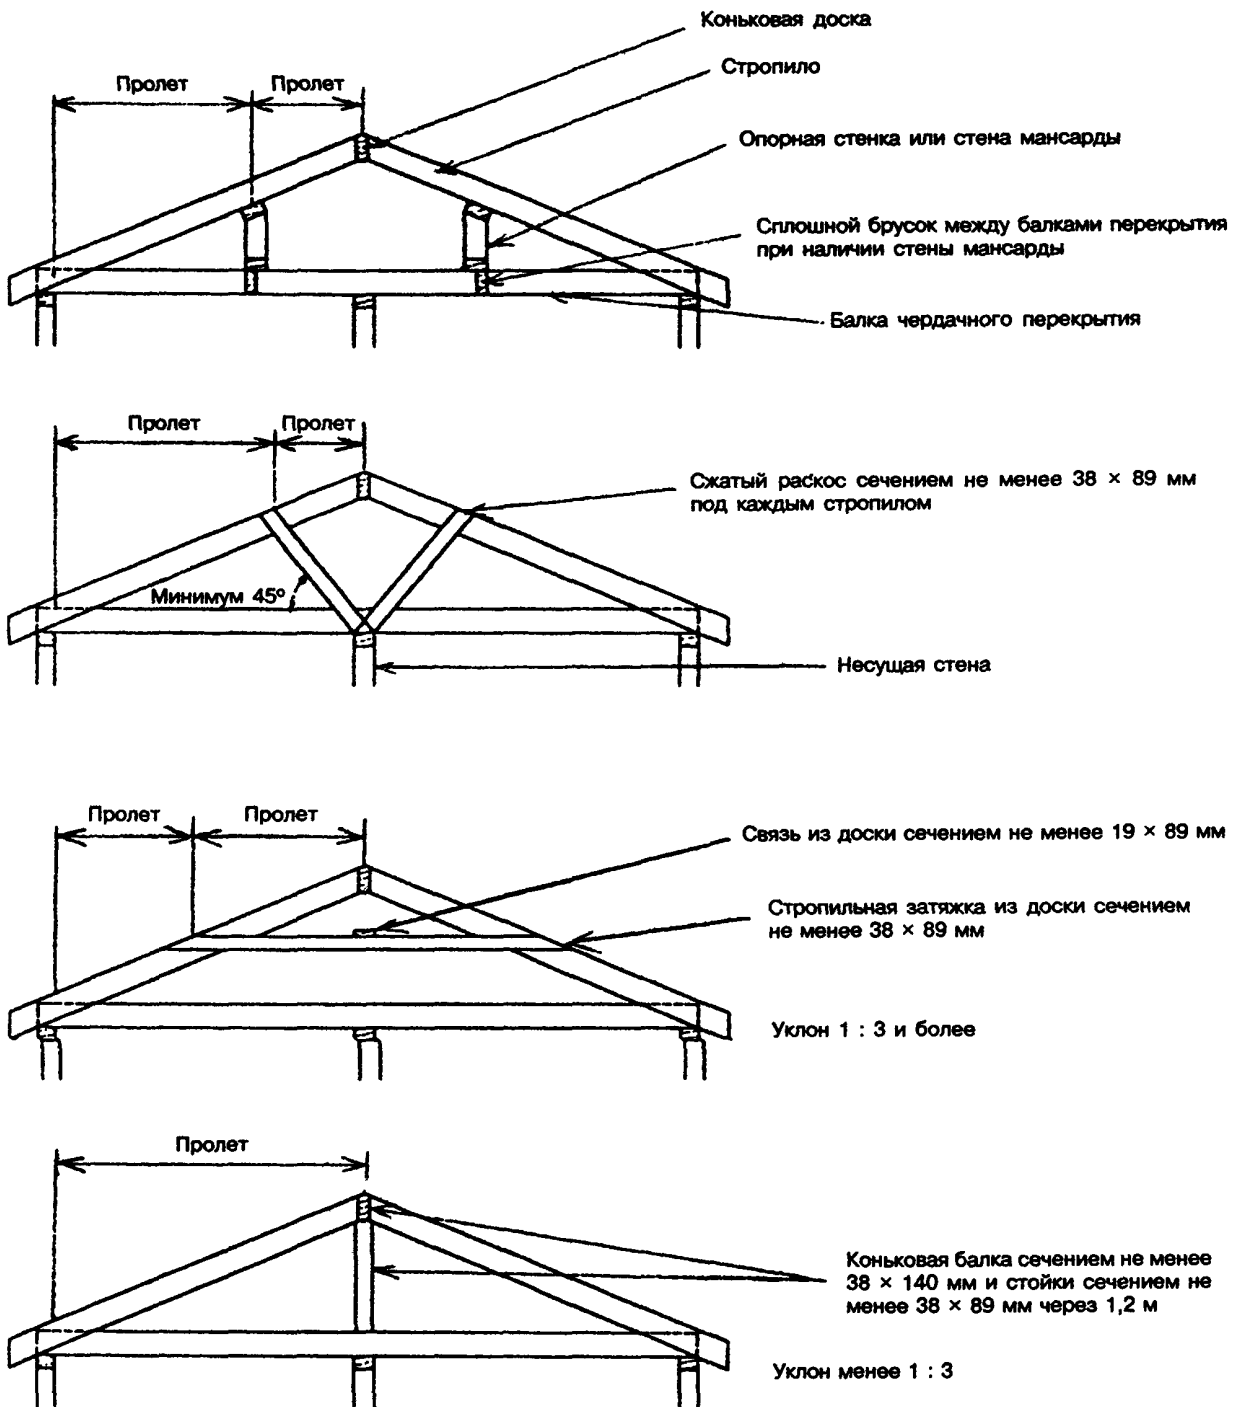 Коньковая доска
Стропило
Пролет Пролет
Опорная стенка или стена мансарды
Сплошной брусок между балками перекрытия
при наличии стены мансарды
Балка чердачного перекрытия
Пролет Пролет
Сжатый раскос сечением не менее 38 × 89 мм
под каждым стропилом
Минимум 45°
Несущая стена
Пролет Пролет
Связь из доски сечением не менее 19 × 89 мм
Стропильная затяжка из доски сечением
не менее 38 × 89 мм
Уклон 1 : 3 и более
Пролет
Коньковая балка сечением не менее
38 × 140 мм и стойки сечением не
менее 38 × 89 мм через 1,2 м
Уклон менее 1 : 3